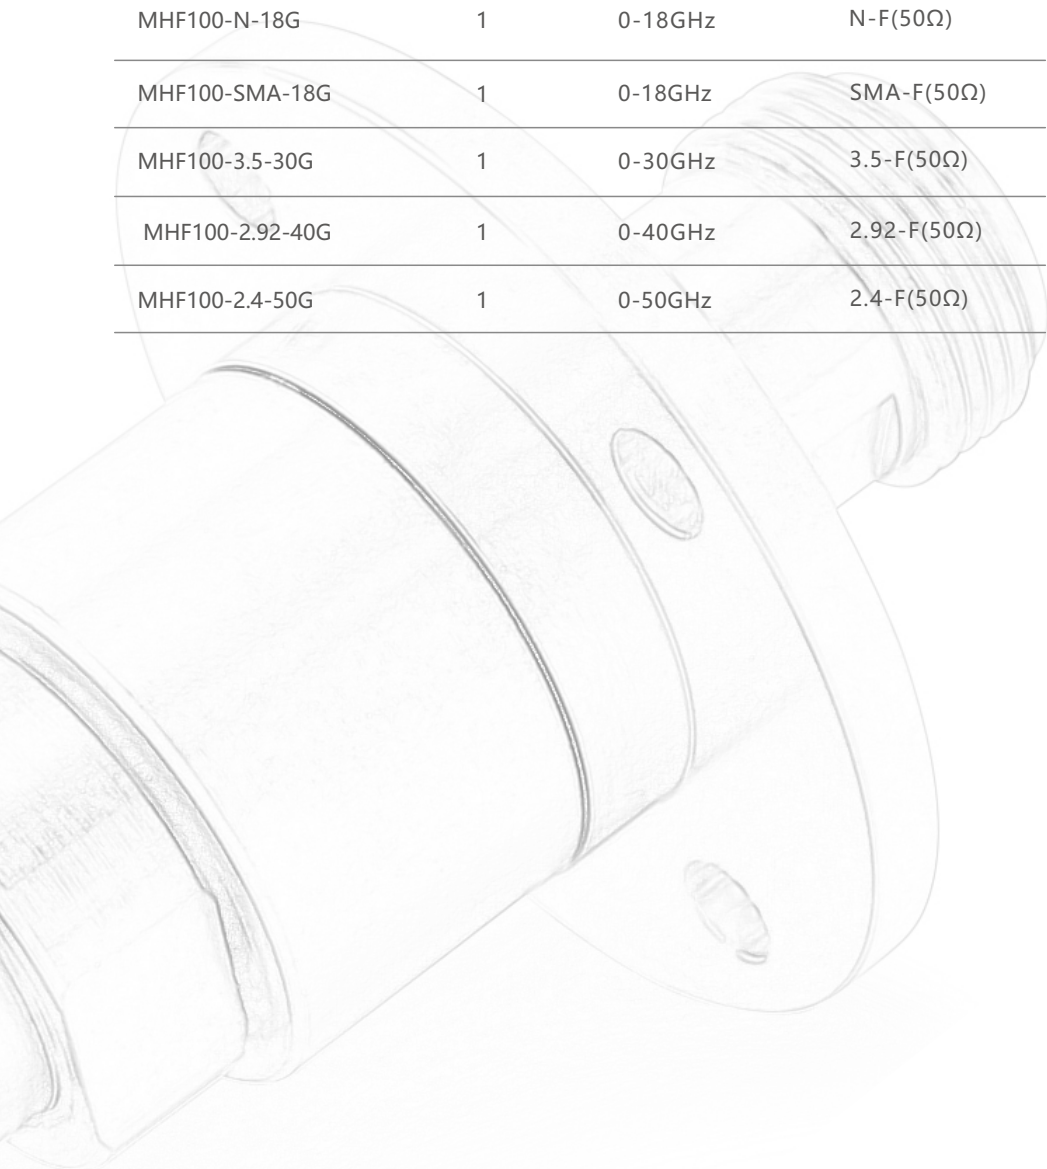 MHF100-N-18G 1 0-18GHz N-F(50Ω)
MHF100-SMA-18G 1 0-18GHz SMA-F(50Ω)
MHF100-3.5-30G 1 0-30GHz 3.5-F(50Ω)
MHF100-2.92-40G 1 0-40GHz 2.92-F(50Ω)
MHF100-2.4-50G 1 0-50GHz 2.4-F(50Ω)